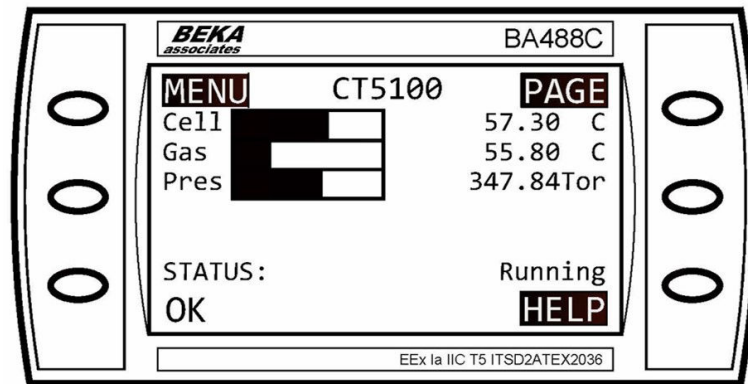 BEKA associates BA488C
MENU CT5100 PAGE
Cell 57.30 C
Gas 55.80 C
Pres 347.84Tor
STATUS: Running
OK HELP
EEx Ia IIC T5 ITSD2ATEX2036